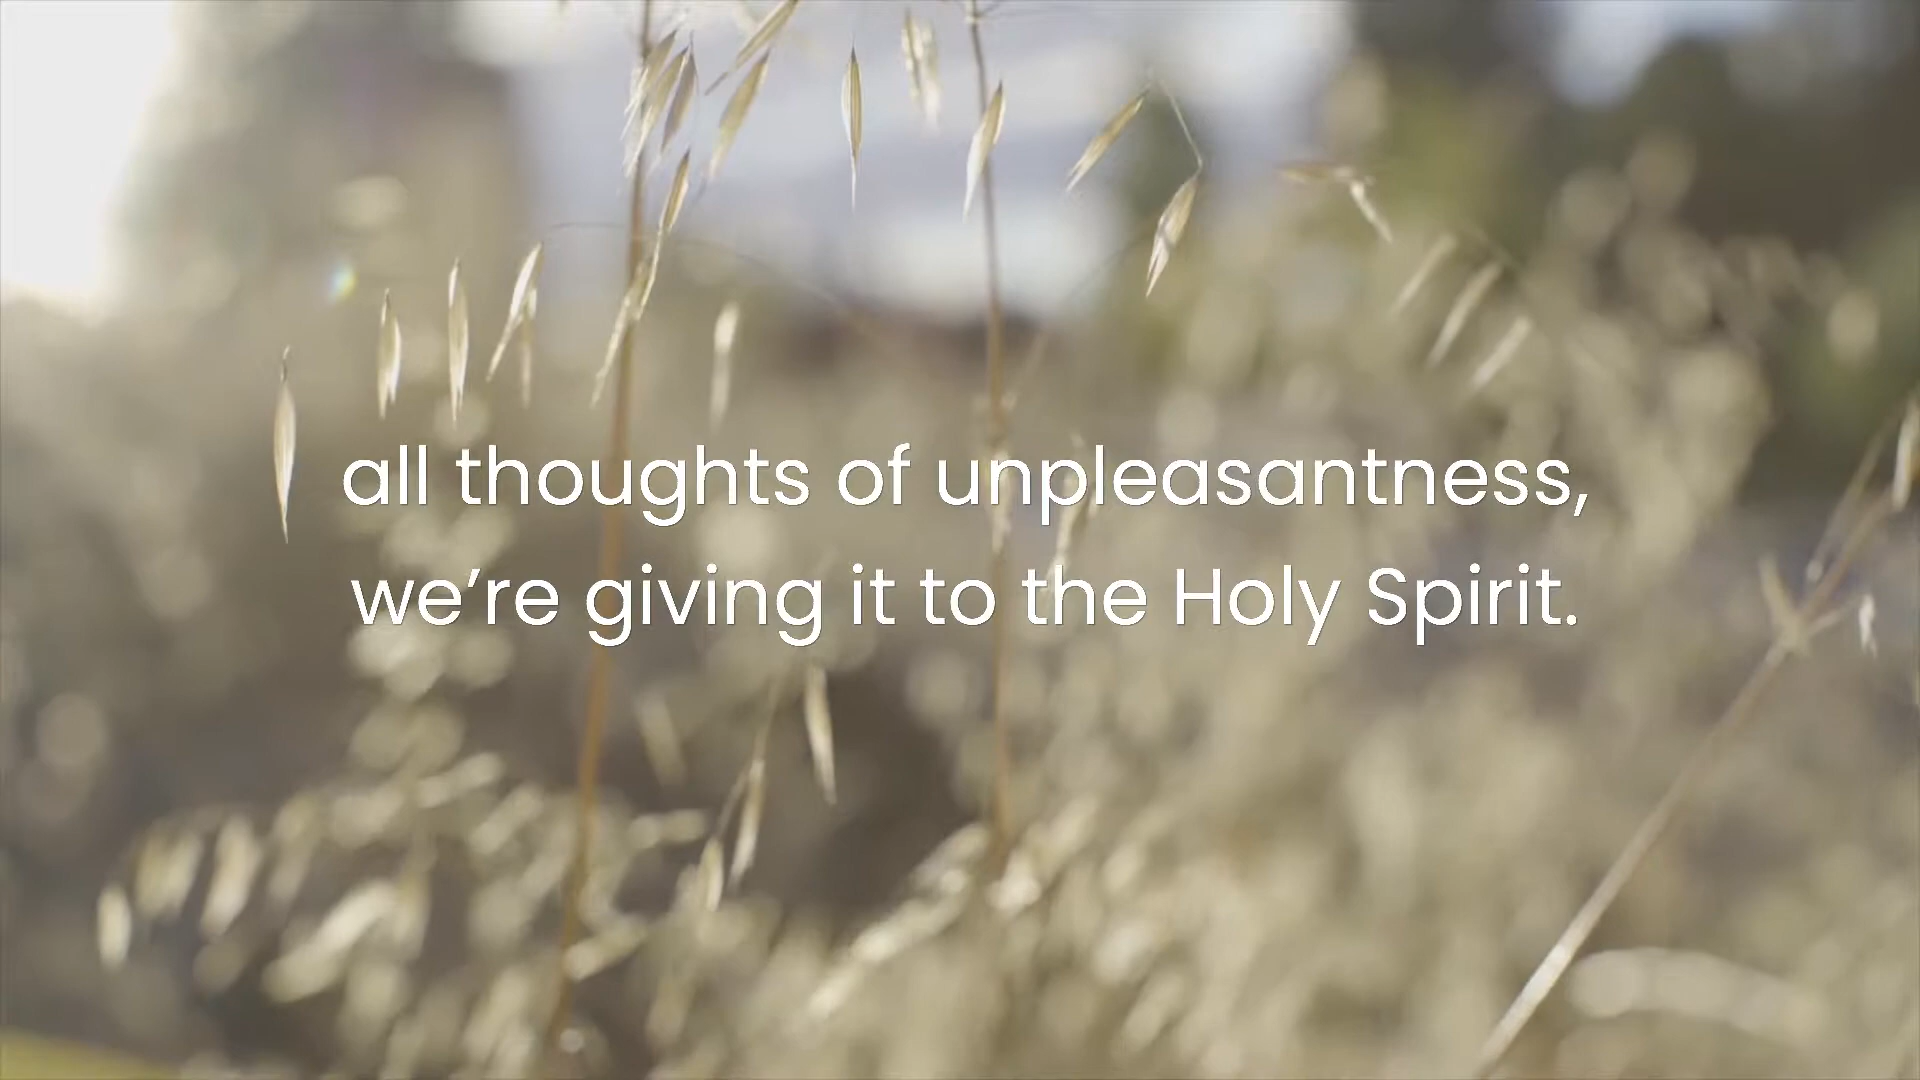 all thoughts of unpleasantness,
we’re giving it to the Holy Spirit.